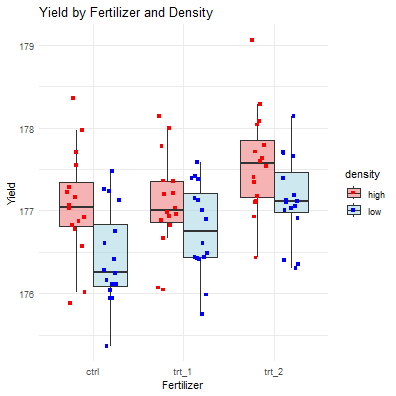 Yield by Fertilizer and Density
179
178
177
176
Yield
ctrl
trt_1
trt_2
Fertilizer
density
high
low